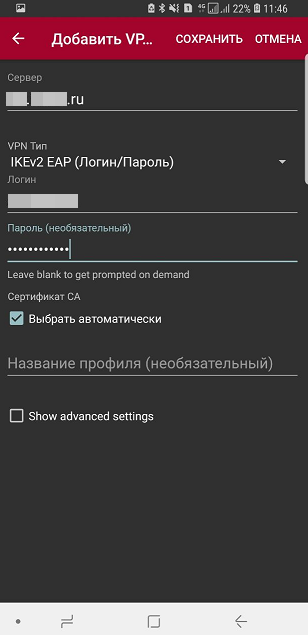 4G 22% 11:46
Добавить VP... СОХРАНИТЬ ОТМЕНА
Сервер
.ru
VPN Тип
IKEv2 EAP (Логин/Пароль)
Логин
Пароль (необязательный)
••••••••••••
Leave blank to get prompted on demand
Сертификат CA
Выбрать автоматически
Название профиля (необязательный)
Show advanced settings